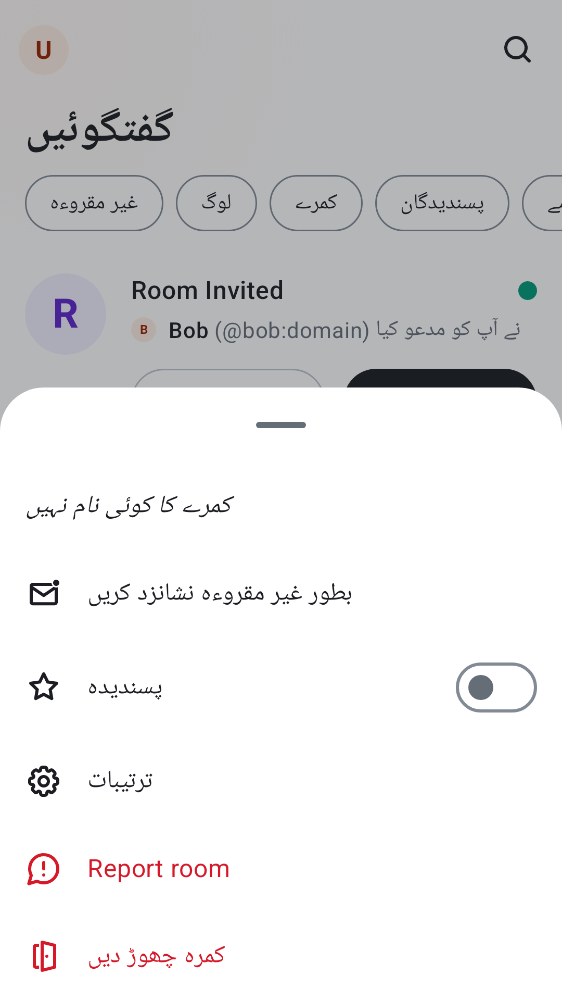 U
گفتگوئیں
غیر مقروءہ
لوگ
کمرے
پسندیدگان
R
Room Invited
B Bob (@bob:domain) نے آپ کو مدعو کیا
کمرے کا کوئی نام نہیں
بطور غیر مقروءہ نشانزد کریں
پسندیدہ
ترتیبات
Report room
کمرہ چھوڑ دیں